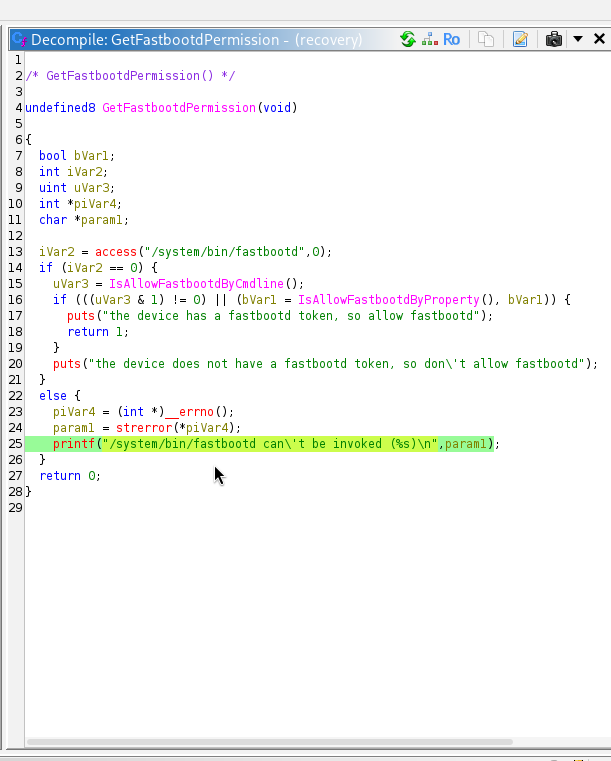 Decompile: GetFastbootdPermission - (recovery)
Ro
1
2 /* GetFastbootdPermission() */
3
4 undefined8 GetFastbootdPermission(void)
5
6 {
7 bool bVar1;
8 int iVar2;
9 uint uVar3;
10 int *piVar4;
11 char *param1;
12
13 iVar2 = access("/system/bin/fastbootd",0);
14 if (iVar2 == 0) {
15 uVar3 = IsAllowFastbootdByCmdline();
16 if (((uVar3 & 1) != 0) || (bVar1 = IsAllowFastbootdByProperty(), bVar1)) {
17 puts("the device has a fastbootd token, so allow fastbootd");
18 return 1;
19 }
20 puts("the device does not have a fastbootd token, so don\'t allow fastbootd");
21 }
22 else {
23 piVar4 = (int *)__errno();
24 param1 = strerror(*piVar4);
25 printf("/system/bin/fastbootd can\'t be invoked (%s)\n",param1);
26 }
27 return 0;
28 }
29